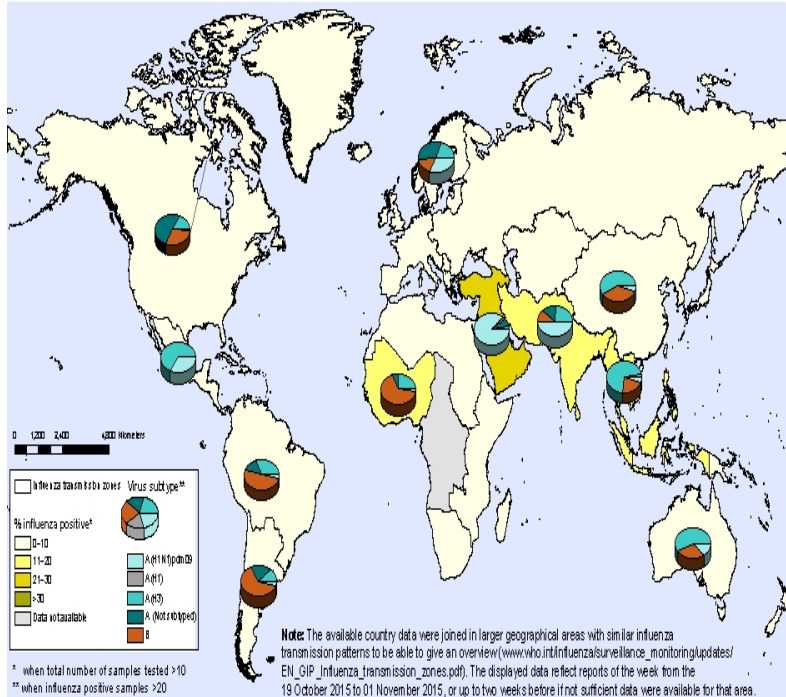 0 1,200 2,400 4,800 Kilometers
Influenza transmission zones
Virus subtype**
% influenza positive*
0-10
11-20
21-30
>30
Data not available
A(H1N1)pdm09
A(H1)
A(H3)
A (Not subtyped)
B
* when total number of samples tested >10
** when influenza positive samples >20
Note: The available country data were joined in larger geographical areas with similar influenza
transmission patterns to be able to give an overview (www.who.int/influenza/surveillance_monitoring/updates/
EN_GIP_Influenza_transmission_zones.pdf). The displayed data reflect reports of the week from the
19 October 2015 to 01 November 2015, or up to two weeks before if not sufficient data were available for that area.